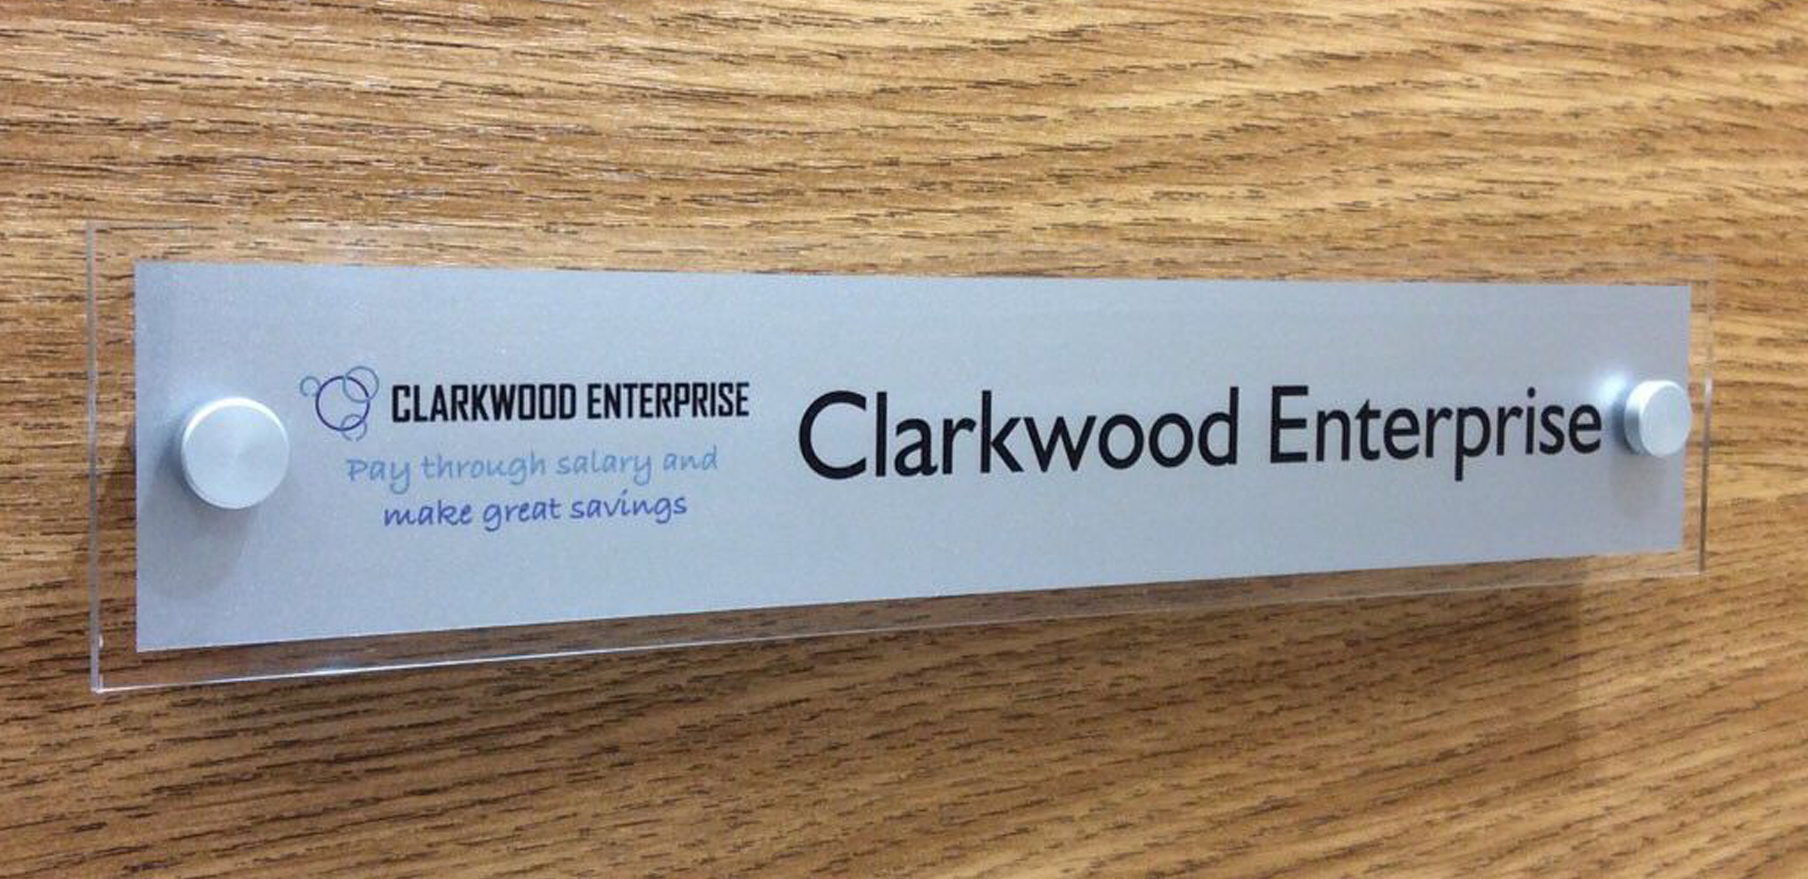 CLARKWOOD ENTERPRISE
Pay through salary and
make great savings
Clarkwood Enterprise